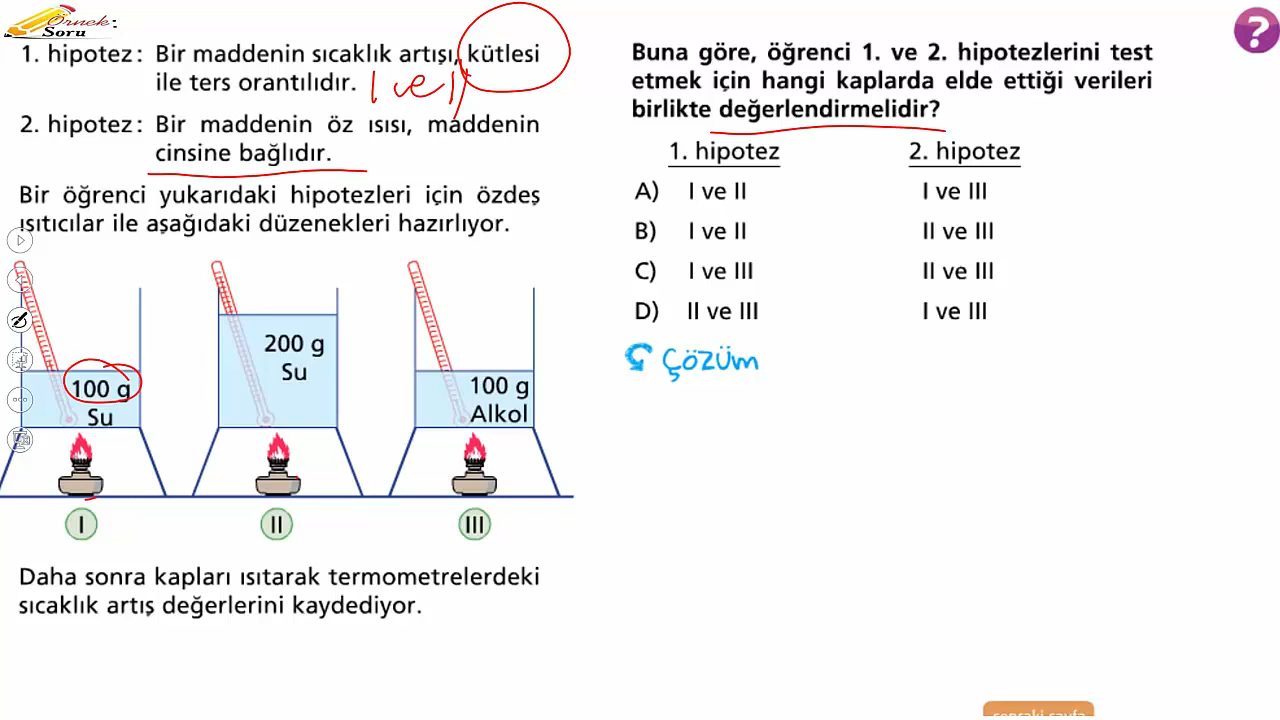 Örnek:
Soru
1. hipotez: Bir maddenin sıcaklık artışı, kütlesi
ile ters orantılıdır.
I ve II
2. hipotez: Bir maddenin öz ısısı, maddenin
cinsine bağlıdır.
Bir öğrenci yukarıdaki hipotezleri için özdeş
ısıtıcılar ile aşağıdaki düzenekleri hazırlıyor.
100 g
Su
200 g
Su
100 g
Alkol
I
II
III
Daha sonra kapları ısıtarak termometrelerdeki
sıcaklık artış değerlerini kaydediyor.
?
Buna göre, öğrenci 1. ve 2. hipotezlerini test
etmek için hangi kaplarda elde ettiği verileri
birlikte değerlendirmelidir?
1. hipotez 2. hipotez
A) I ve II I ve III
B) I ve II II ve III
C) I ve III II ve III
D) II ve III I ve III
ÇÖZÜM
sonraki sayfa